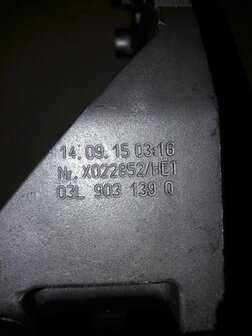 14. 09. 15 03:16
Nr. X022852/HET
03L 903 139 Q